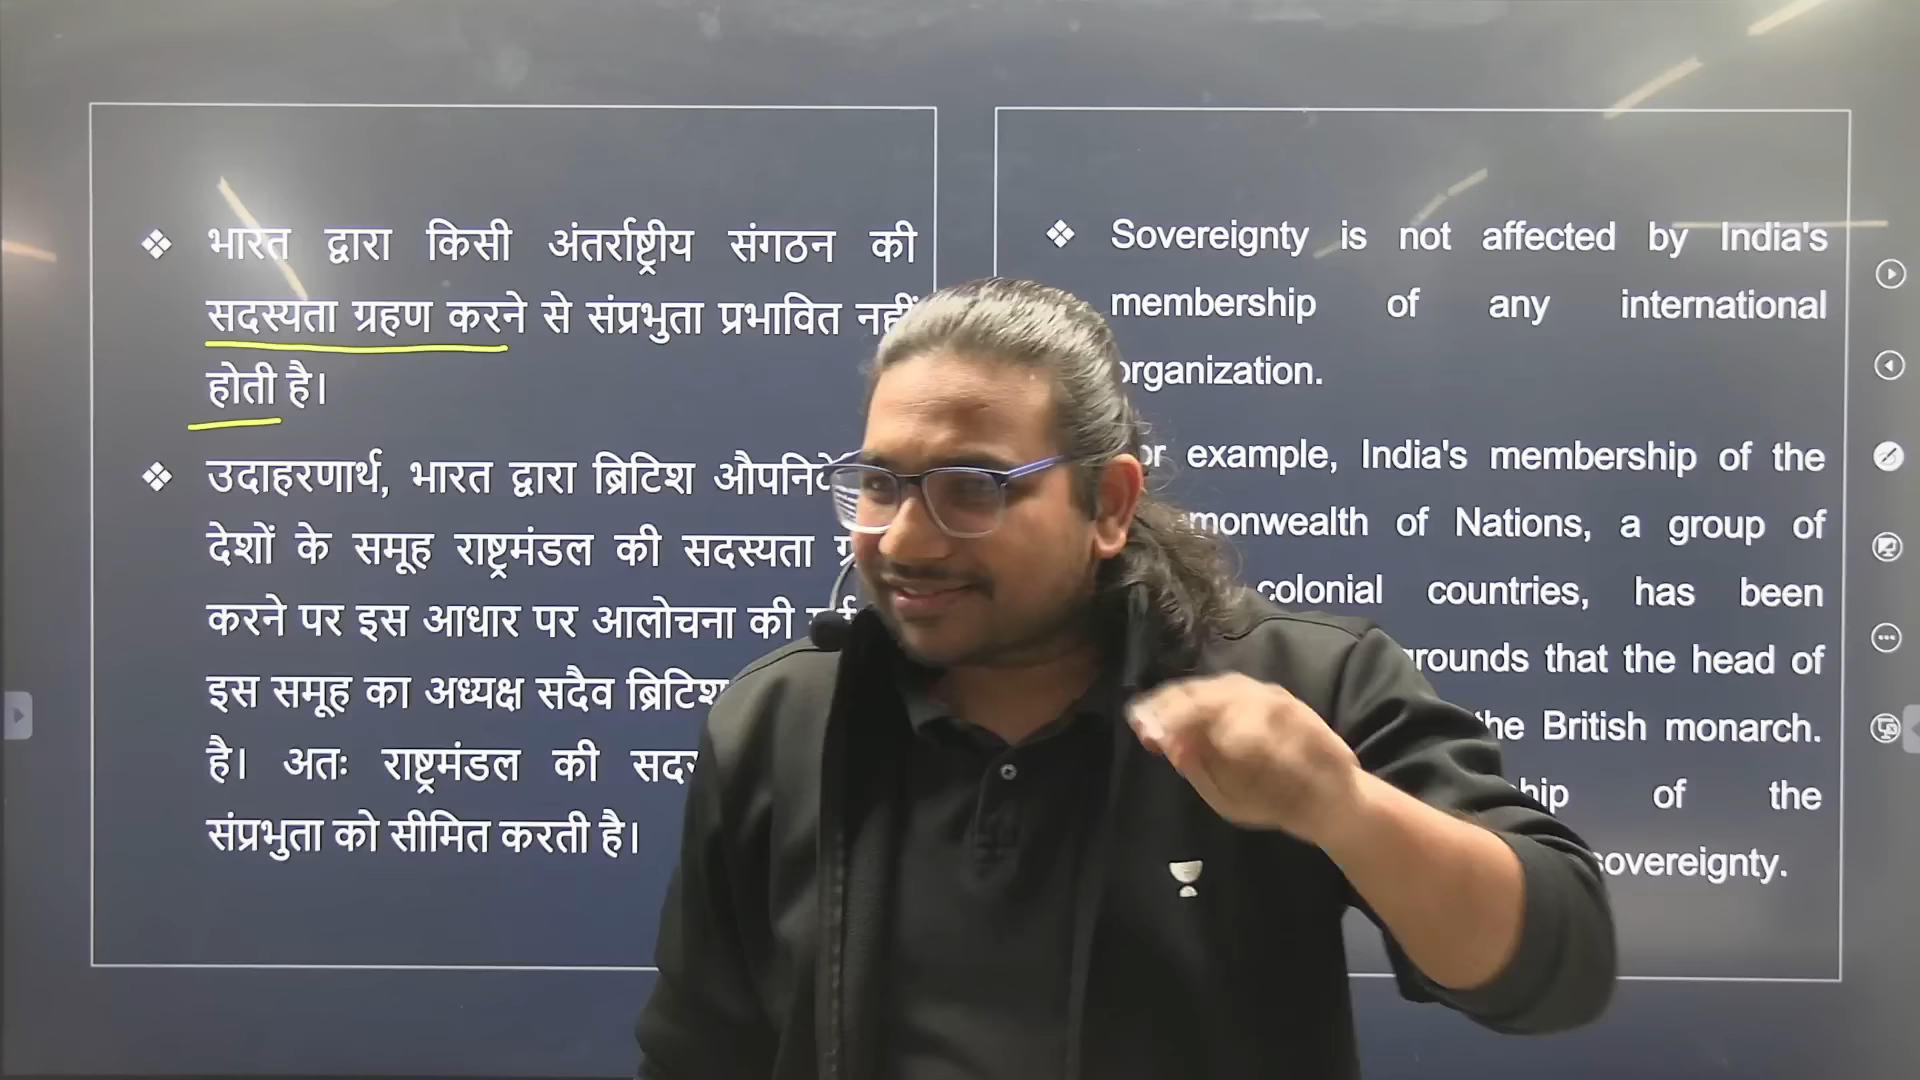 ❖ भारत द्वारा किसी अंतर्राष्ट्रीय संगठन की
सदस्यता ग्रहण करने से संप्रभुता प्रभावित नहीं
होती है।
❖ उदाहरणार्थ, भारत द्वारा ब्रिटिश
देशों के समूह राष्ट्रमंडल की सदस्यता
करने पर इस आधार पर आलोचना की
इस समूह का अध्यक्ष सदैव ब्रिटिश
है। अतः राष्ट्रमंडल की
संप्रभुता को सीमित करती है।
❖ Sovereignty is not affected by India's
membership of any international
organization.
example, India's membership of the
of Nations, a group of
colonial countries, has been
that the head of
the British monarch.
of the
sovereignty.